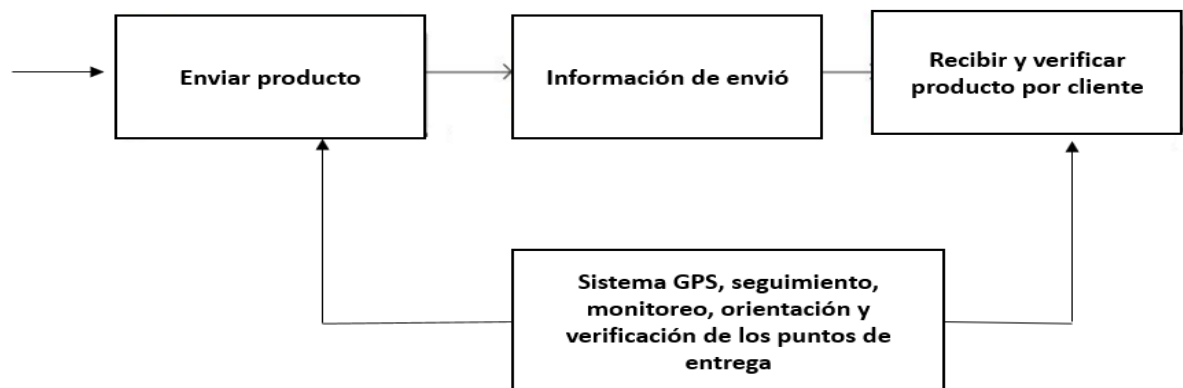 Enviar producto
Información de envió
Recibir y verificar
producto por cliente
Sistema GPS, seguimiento,
monitoreo, orientación y
verificación de los puntos de
entrega